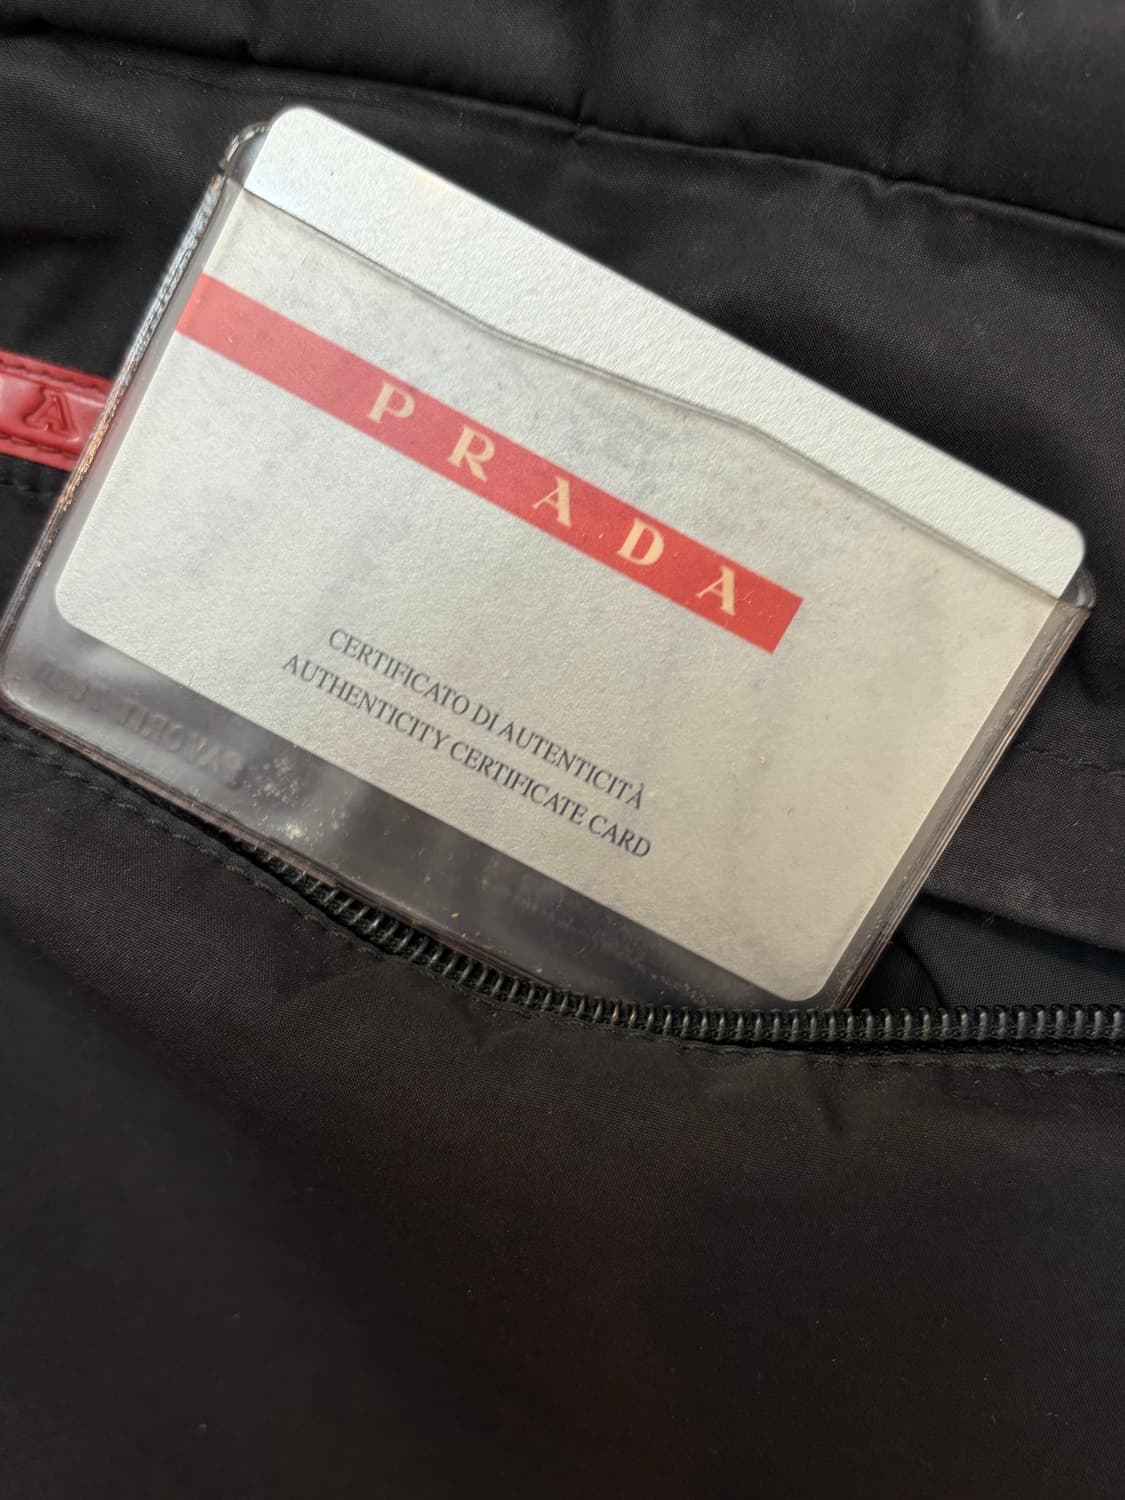 PRADA
CERTIFICATO DI AUTENTICITÀ
AUTHENTICITY CERTIFICATE CARD
A